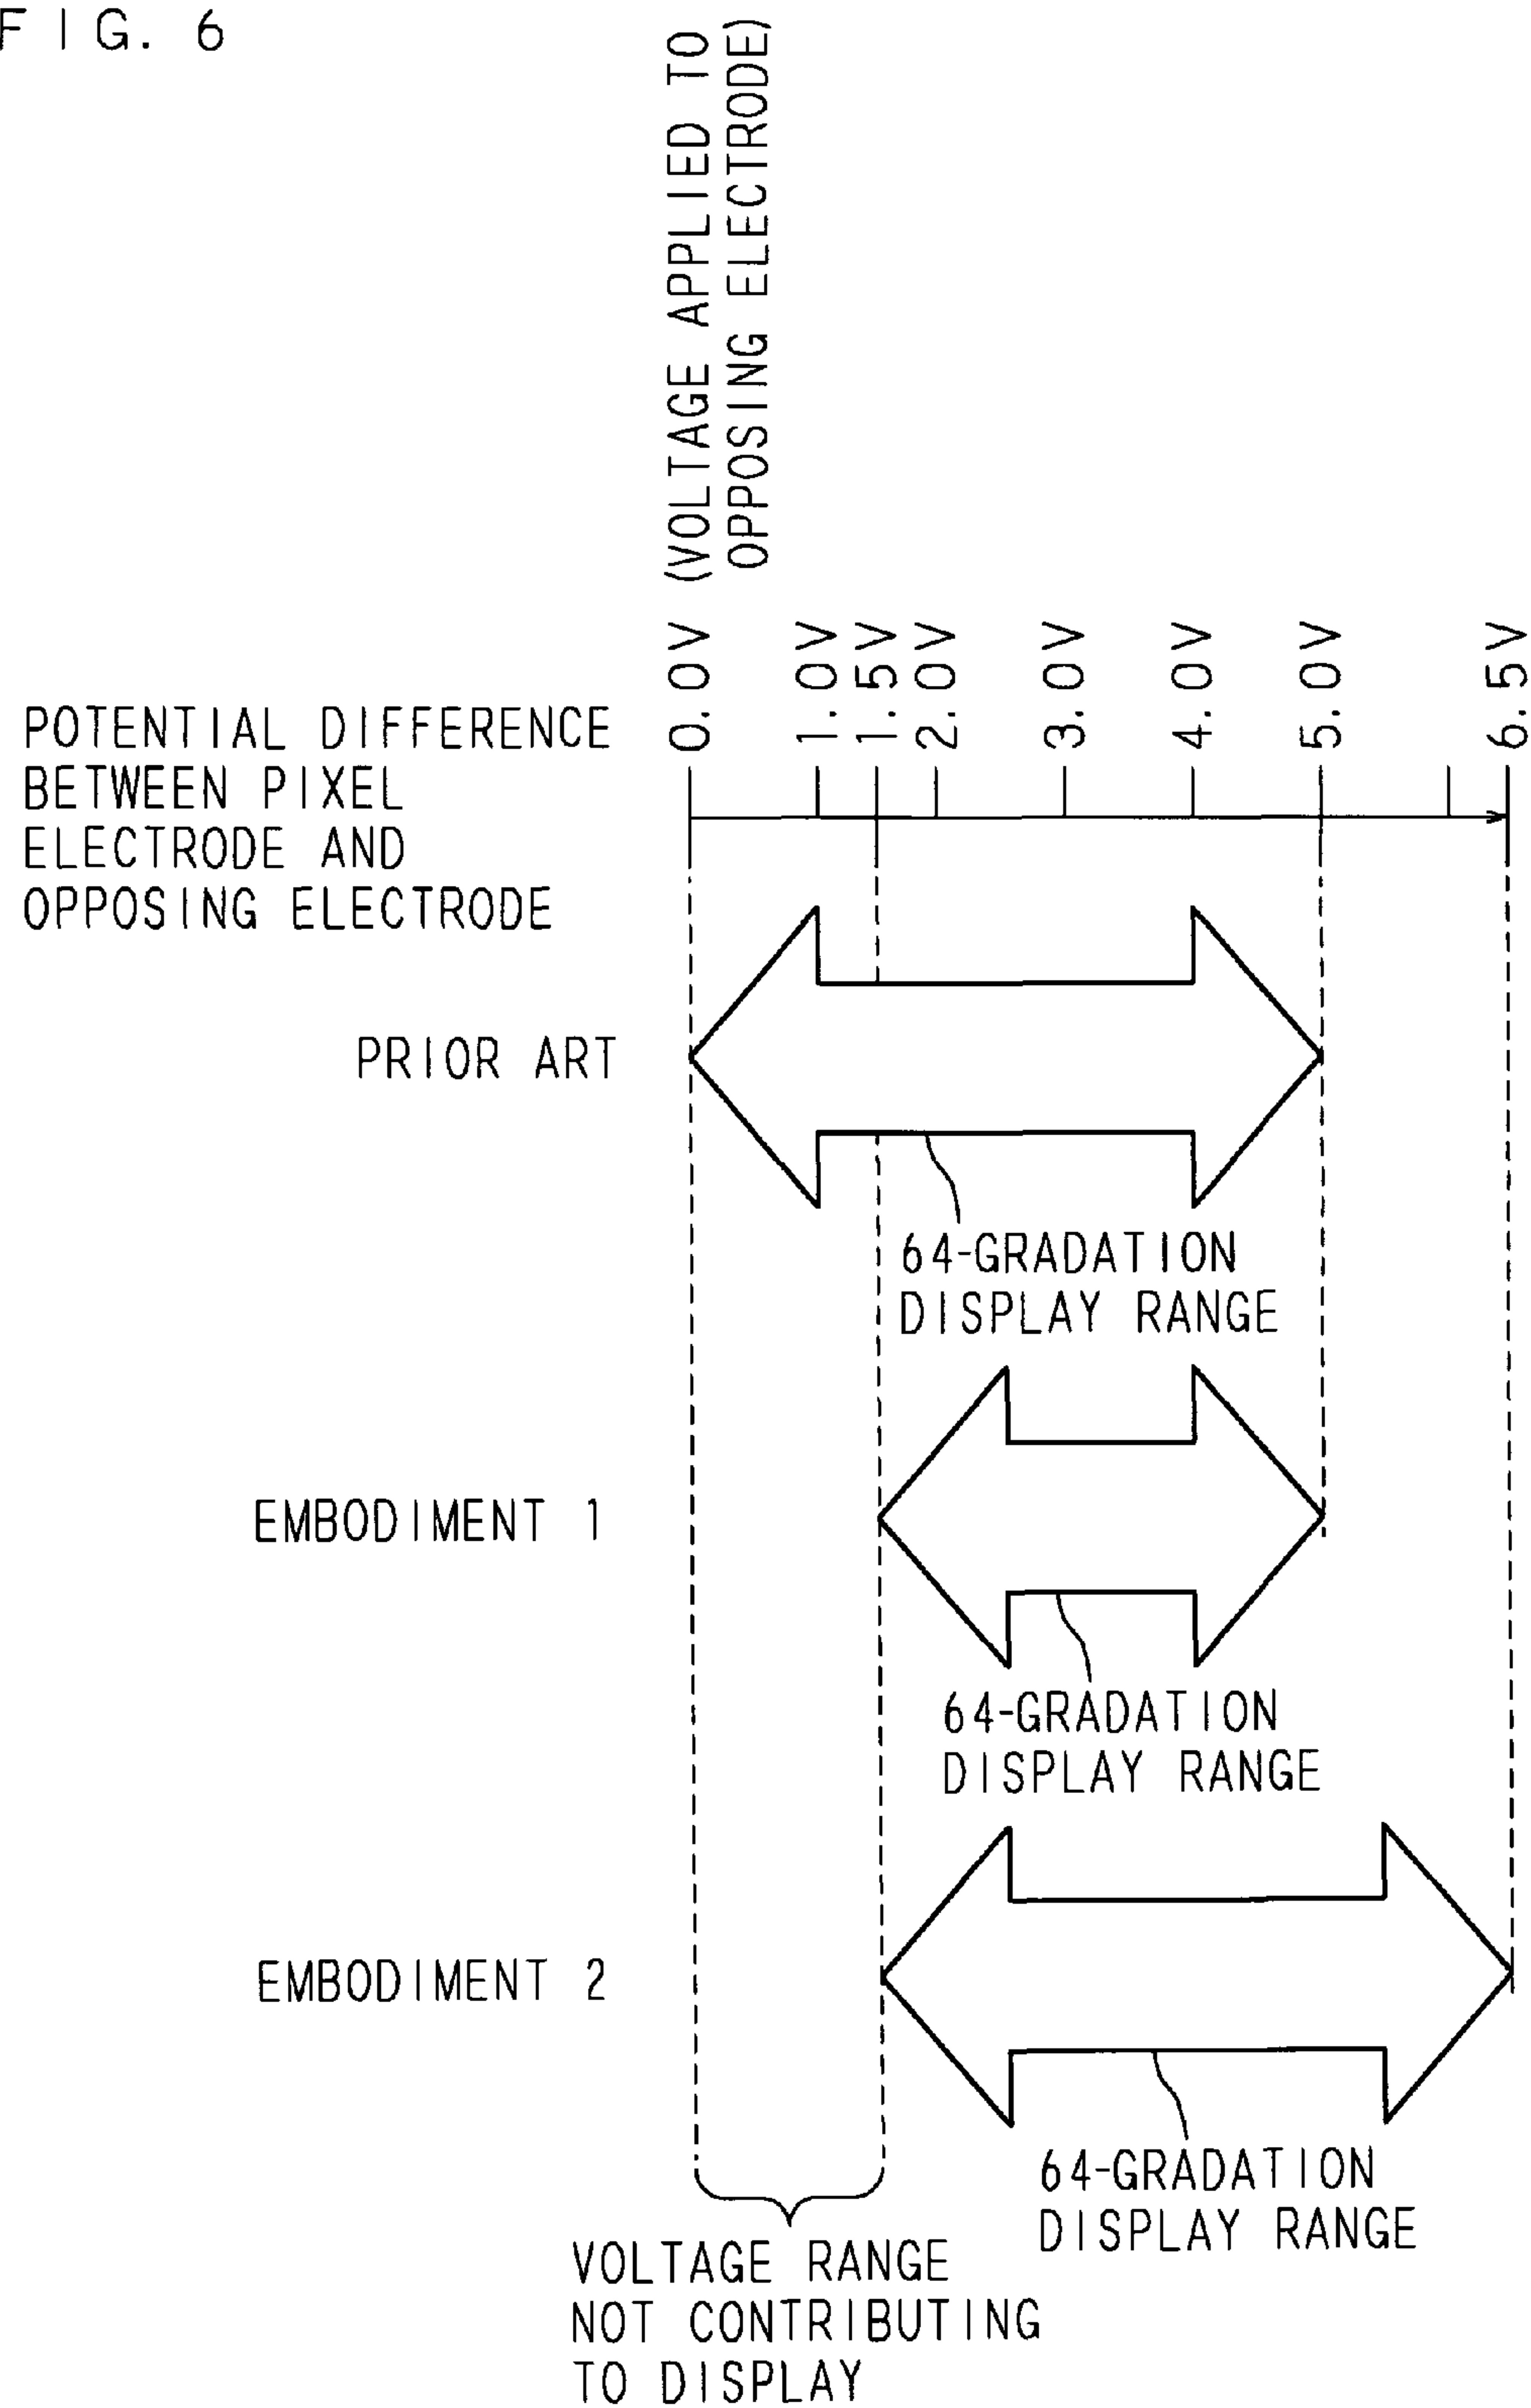 FIG. 6
(VOLTAGE APPLIED TO
OPPOSING ELECTRODE)
0.0V
1.0V
1.5V
2.0V
3.0V
4.0V
5.0V
6.5V
POTENTIAL DIFFERENCE
BETWEEN PIXEL
ELECTRODE AND
OPPOSING ELECTRODE
PRIOR ART
64-GRADATION
DISPLAY RANGE
EMBODIMENT 1
64-GRADATION
DISPLAY RANGE
EMBODIMENT 2
64-GRADATION
DISPLAY RANGE
VOLTAGE RANGE
NOT CONTRIBUTING
TO DISPLAY